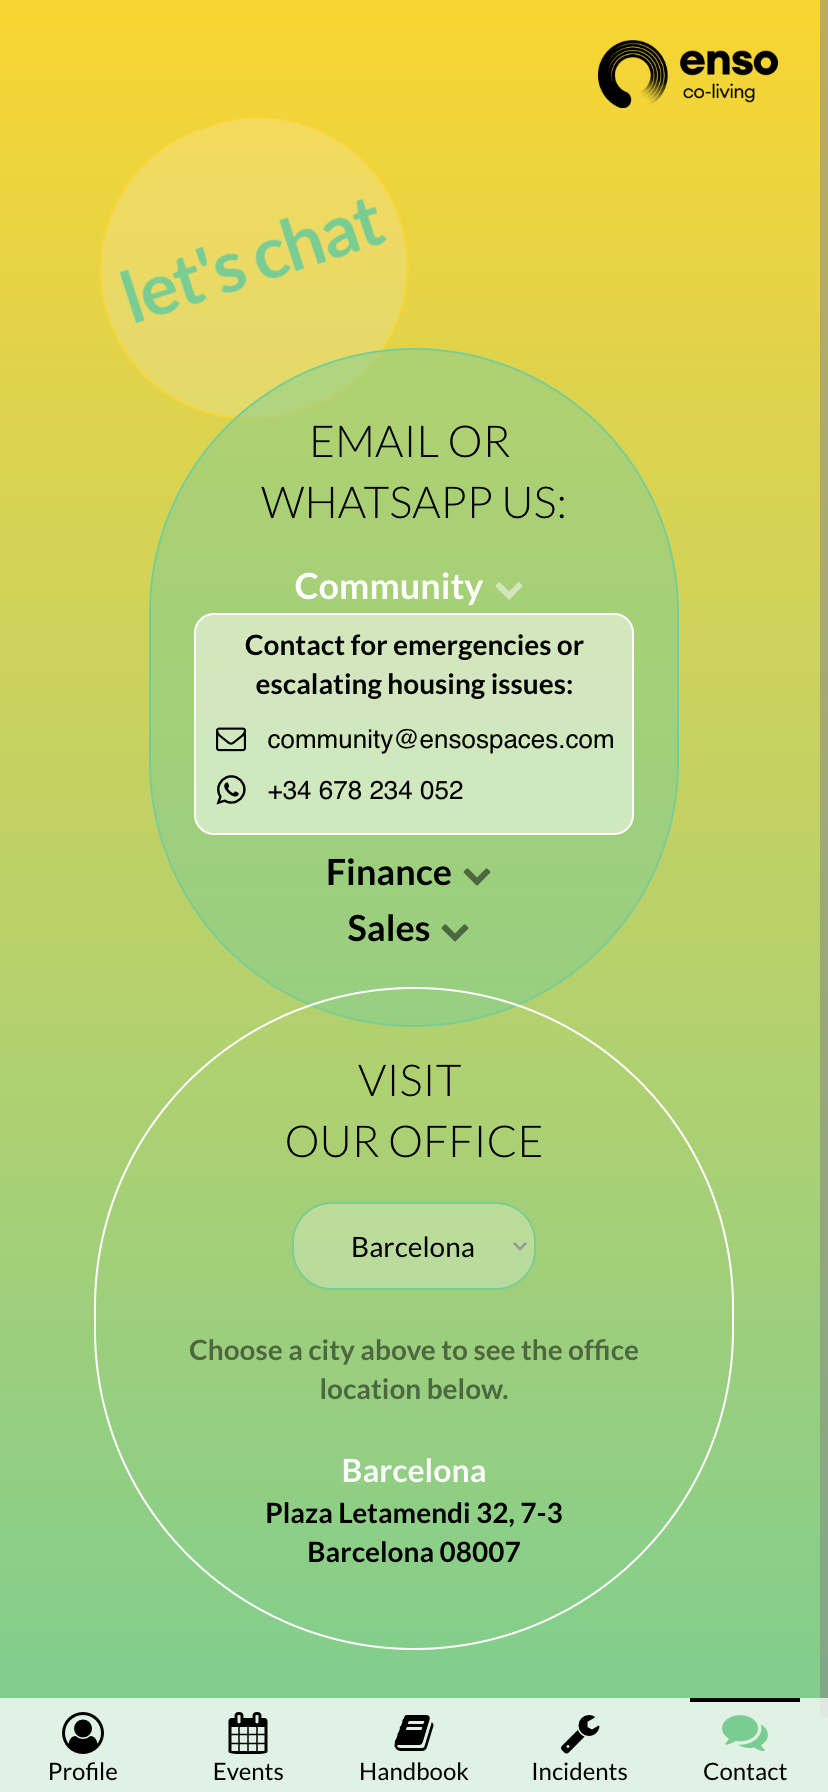 enso
co-living
let's chat
EMAIL OR
WHATSAPP US:
Community
Contact for emergencies or
escalating housing issues:
community@ensospaces.com
+34 678 234 052
Finance
Sales
VISIT
OUR OFFICE
Barcelona
Choose a city above to see the office
location below.
Barcelona
Plaza Letamendi 32, 7-3
Barcelona 08007
Profile
Events
Handbook
Incidents
Contact